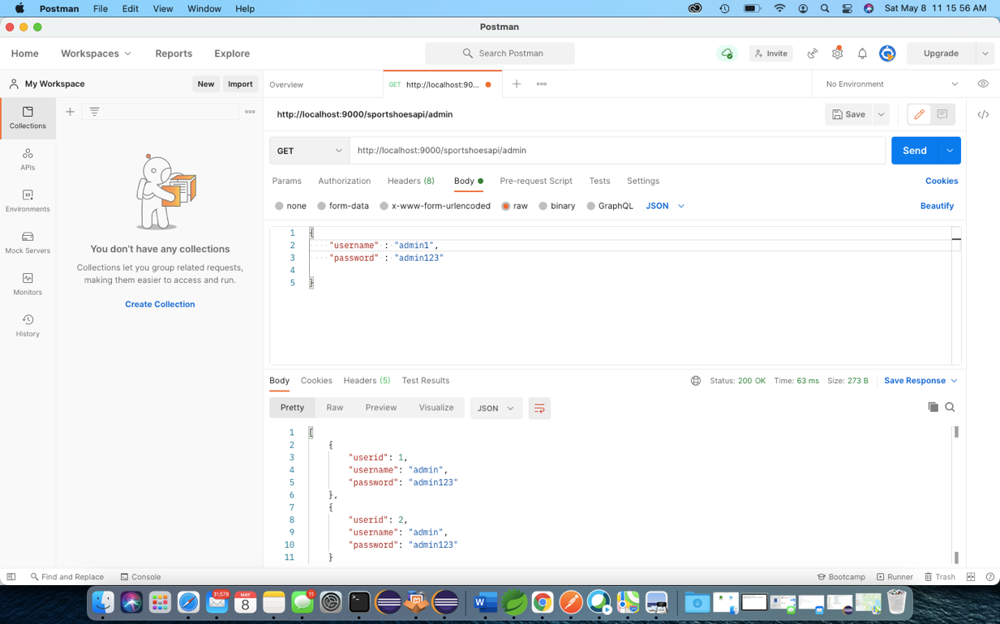 Postman File Edit View Window Help Sat May 8 11 15 56 AM
Postman
Home Workspaces Reports Explore Search Postman Invite Upgrade
My Workspace New Import Overview GET http://localhost:90... No Environment
Collections
APIs
Environments
Mock Servers
Monitors
History
You don’t have any collections
Collections let you group related requests,
making them easier to access and run.
Create Collection
http://localhost:9000/sportshoesapi/admin Save
GET http://localhost:9000/sportshoesapi/admin Send
Params Authorization Headers (8) Body Pre-request Script Tests Settings Cookies
none form-data x-www-form-urlencoded raw binary GraphQL JSON Beautify
1 {
2 "username" : "admin1",
3 "password" : "admin123"
4
5 }
Body Cookies Headers (5) Test Results Status: 200 OK Time: 63 ms Size: 273 B Save Response
Pretty Raw Preview Visualize JSON
1 [
2 {
3 "userid": 1,
4 "username": "admin",
5 "password": "admin123"
6 },
7 {
8 "userid": 2,
9 "username": "admin",
10 "password": "admin123"
11 }
Find and Replace Console Bootcamp Runner Trash
31,578 MAY 8 11 W